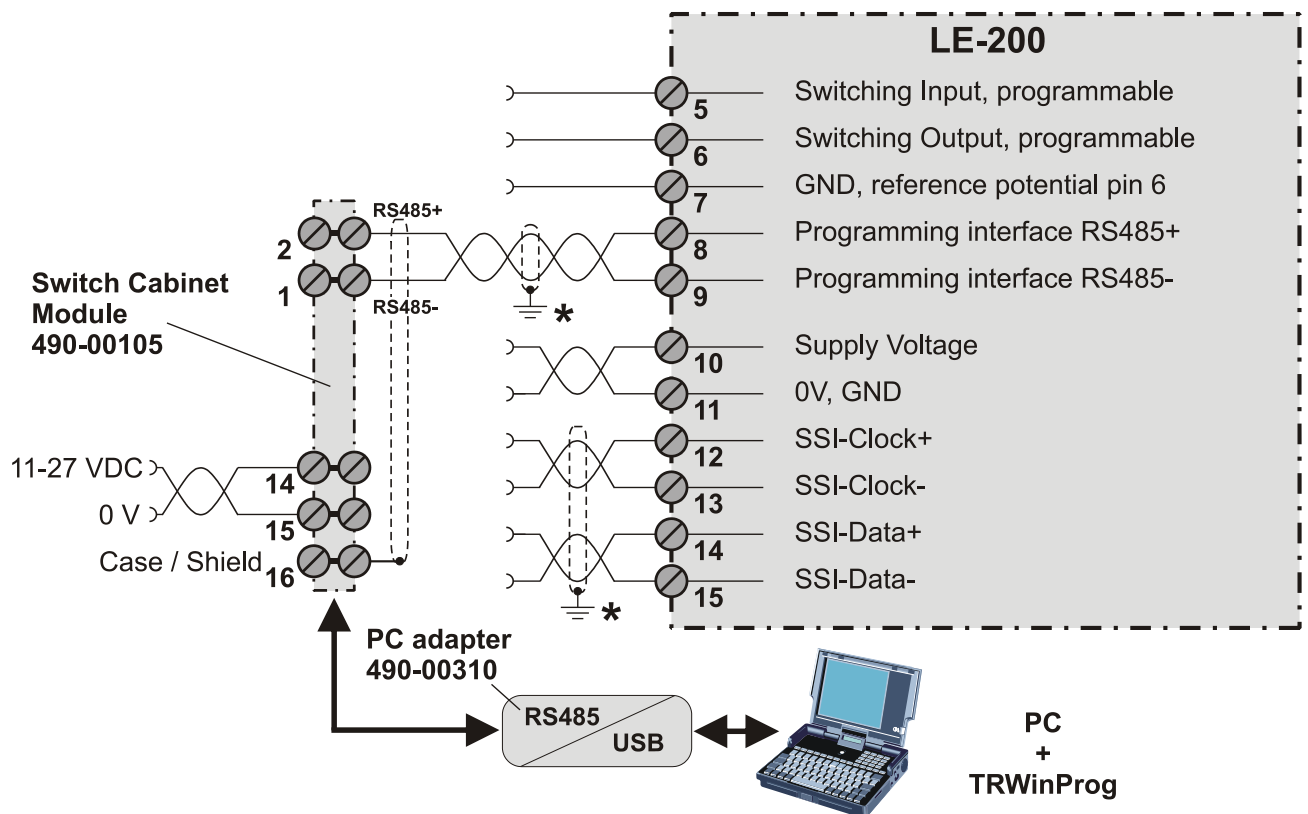 LE-200
5 Switching Input, programmable
6 Switching Output, programmable
7 GND, reference potential pin 6
RS485+
2
8 Programming interface RS485+
1
RS485-
9 Programming interface RS485-
Switch Cabinet
Module
490-00105
*
10 Supply Voltage
11 0V, GND
12 SSI-Clock+
13 SSI-Clock-
14 SSI-Data+
15 SSI-Data-
*
11-27 VDC
14
0 V
15
Case / Shield
16
PC adapter
490-00310
RS485
USB
PC
+
TRWinProg